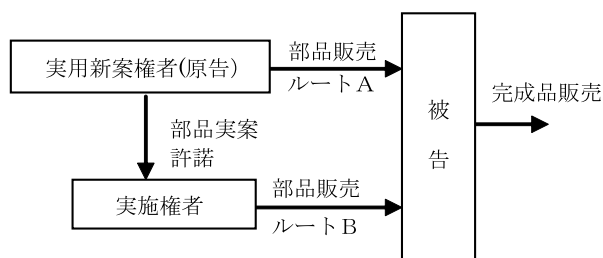 実用新案権者(原告)
部品販売
ルートA
被
告
完成品販売
部品実案
許諾
実施権者
部品販売
ルートB